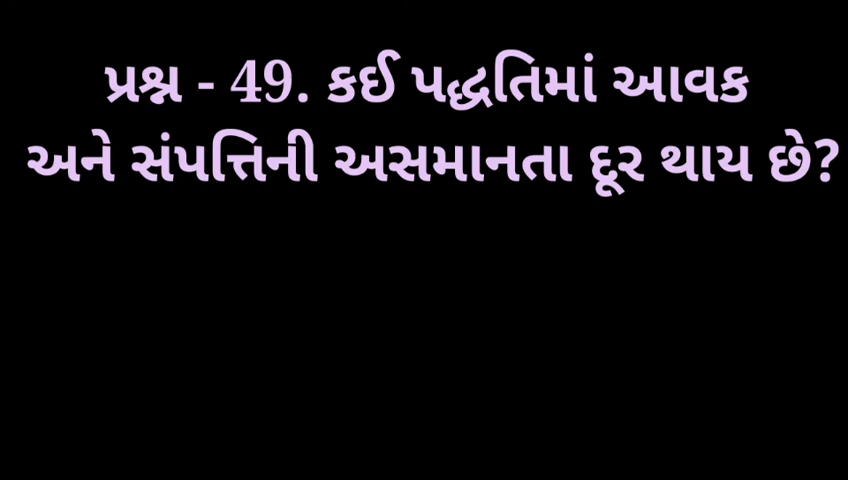 પ્રશ્ન - 49. કઈ પદ્ધતિમાં આવક
અને સંપત્તિની અસમાનતા દૂર થાય છે?